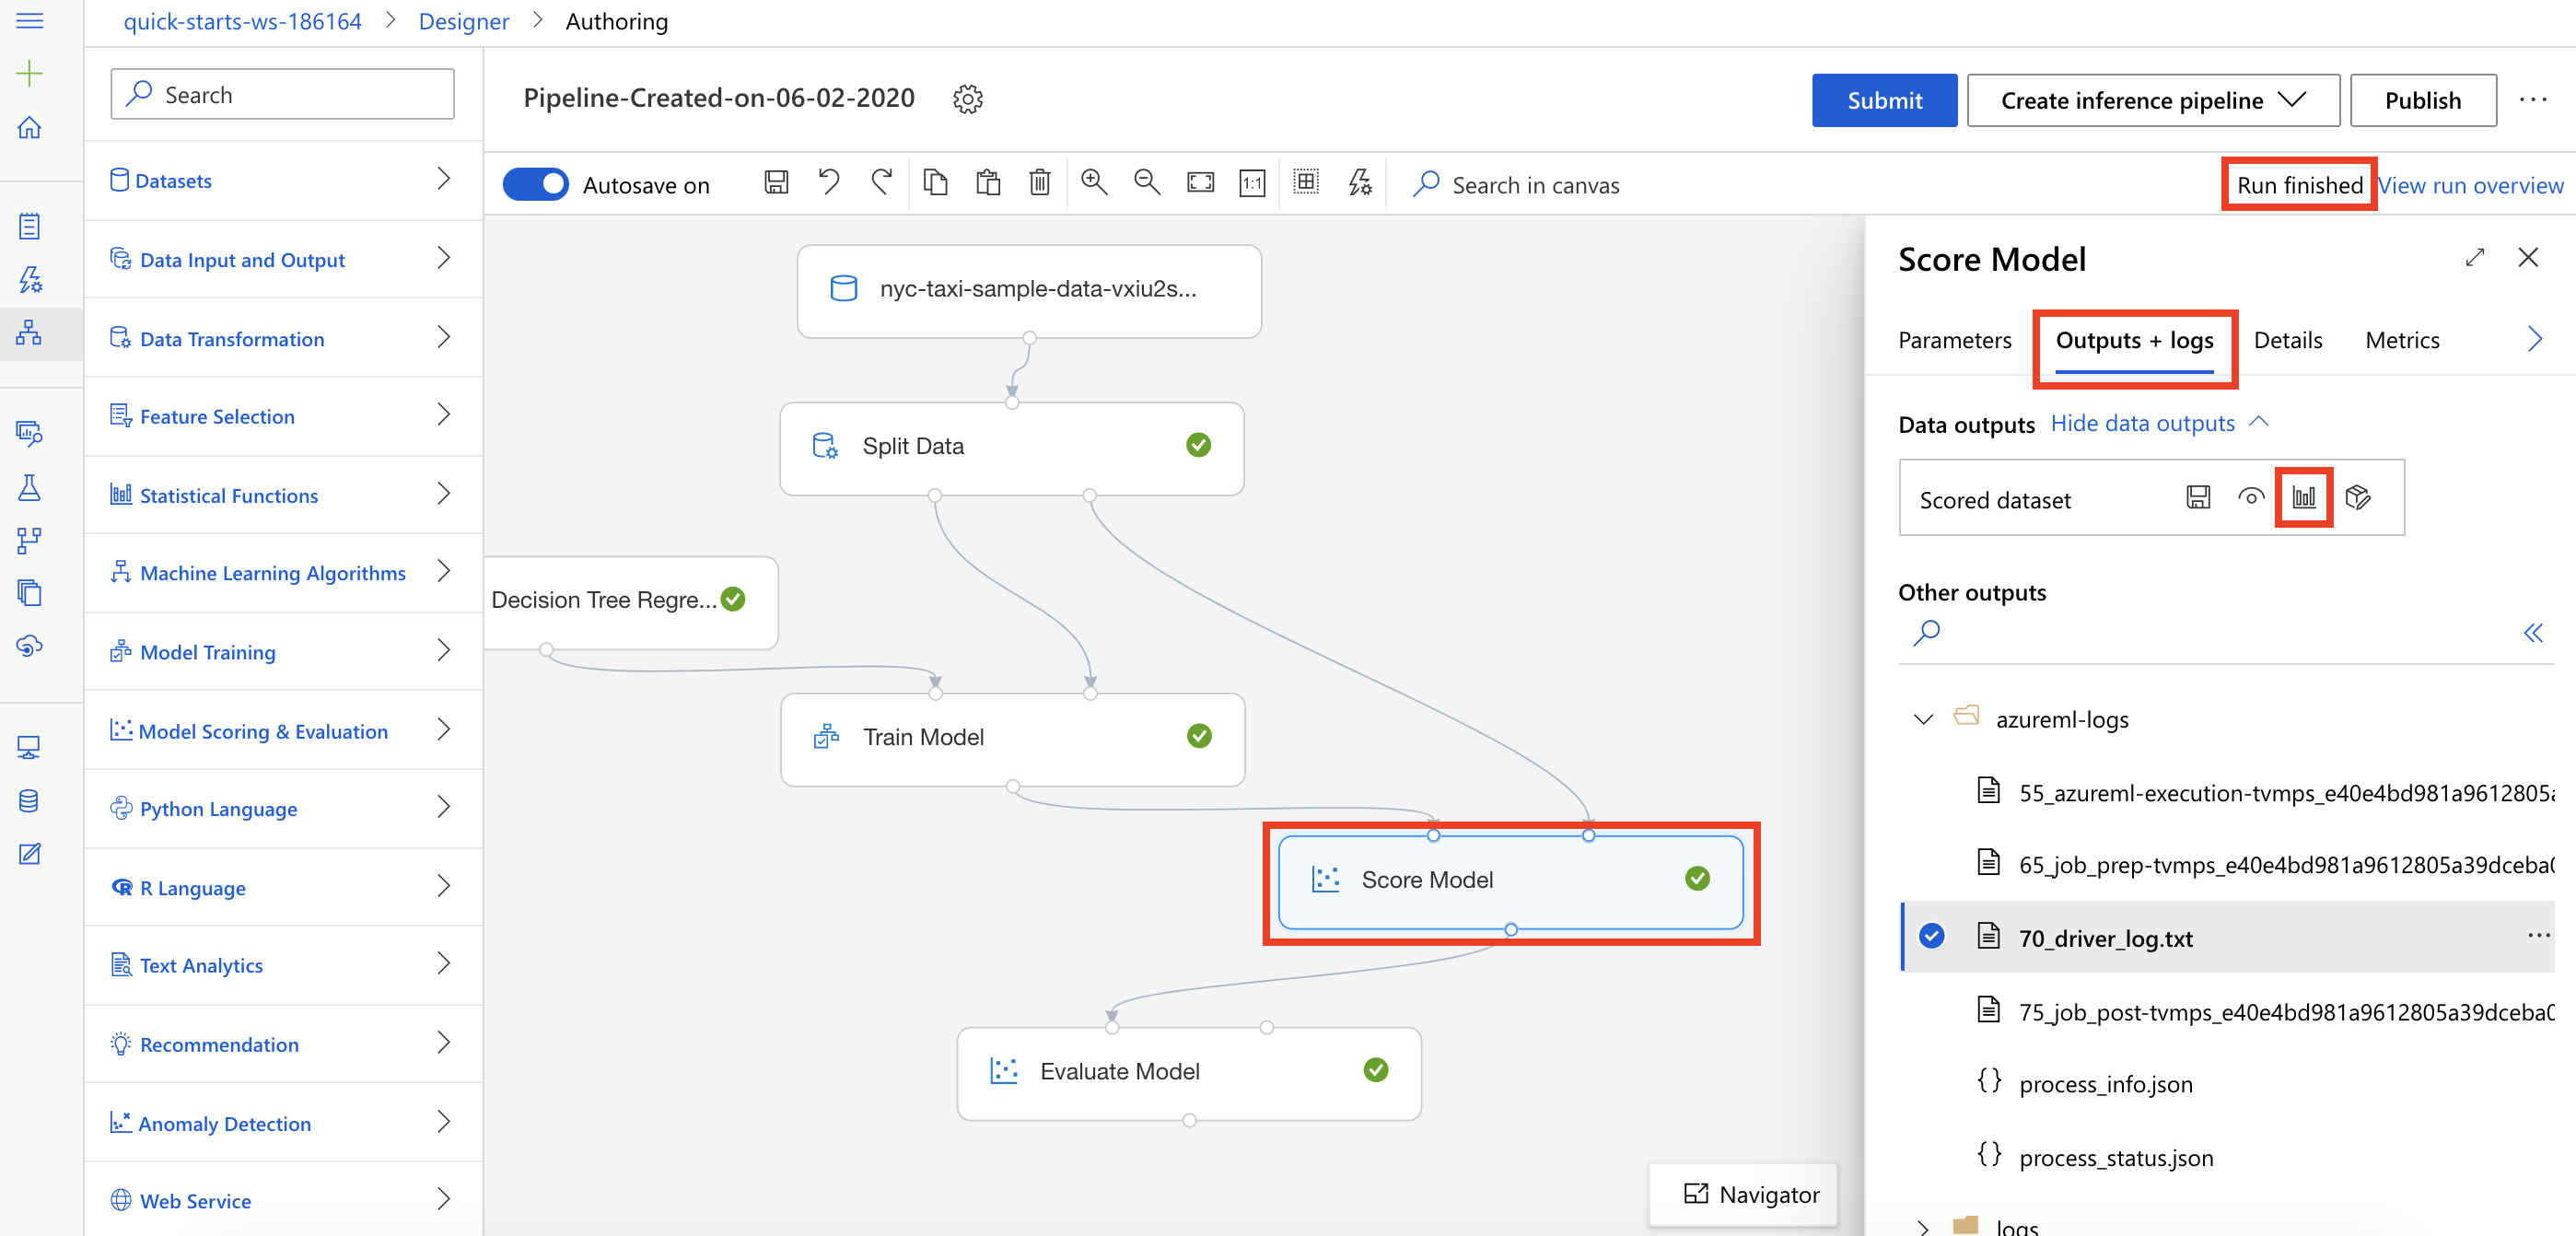 quick-starts-ws-186164 > Designer > Authoring
Search
Datasets
Data Input and Output
Data Transformation
Feature Selection
Statistical Functions
Machine Learning Algorithms
Model Training
Model Scoring & Evaluation
Python Language
R Language
Text Analytics
Recommendation
Anomaly Detection
Web Service
Pipeline-Created-on-06-02-2020
Submit
Create inference pipeline
Publish
...
Autosave on
1:1
Search in canvas
Run finished
View run overview
nyc-taxi-sample-data-vxiu2s...
Split Data
Decision Tree Regre...
Train Model
Score Model
Evaluate Model
Navigator
Score Model
Parameters
Outputs + logs
Details
Metrics
Data outputs
Hide data outputs
Scored dataset
Other outputs
azureml-logs
55_azureml-execution-tvmps_e40e4bd981a9612805a
65_job_prep-tvmps_e40e4bd981a9612805a39dceba0
70_driver_log.txt
...
75_job_post-tvmps_e40e4bd981a9612805a39dceba0
process_info.json
process_status.json
logs